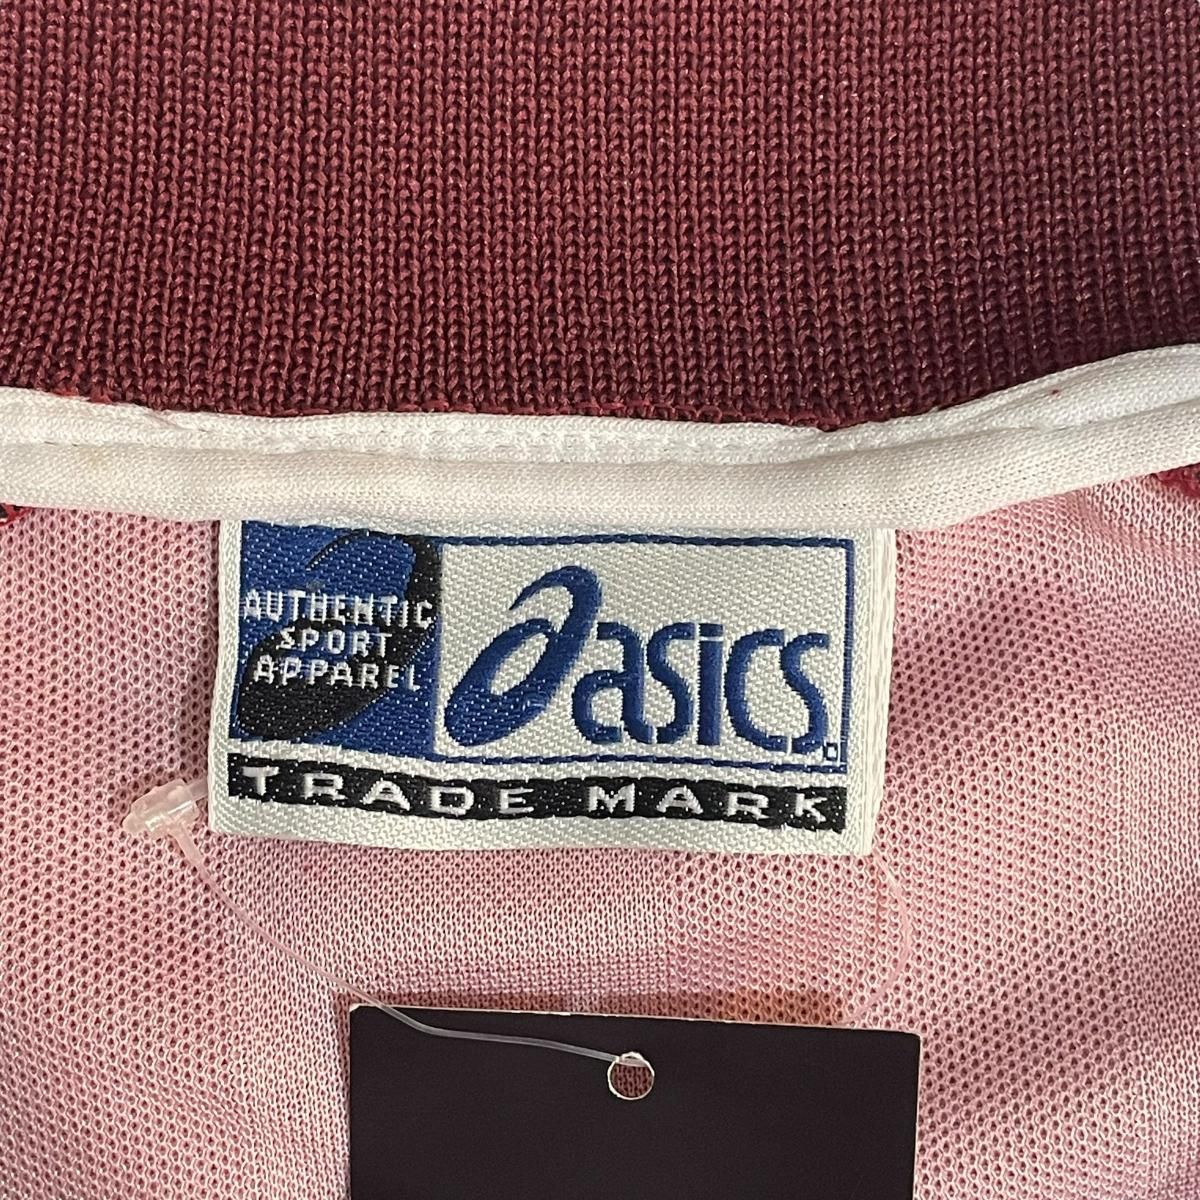 AUTHENTIC
SPORT
APPAREL
asics
TRADE MARK